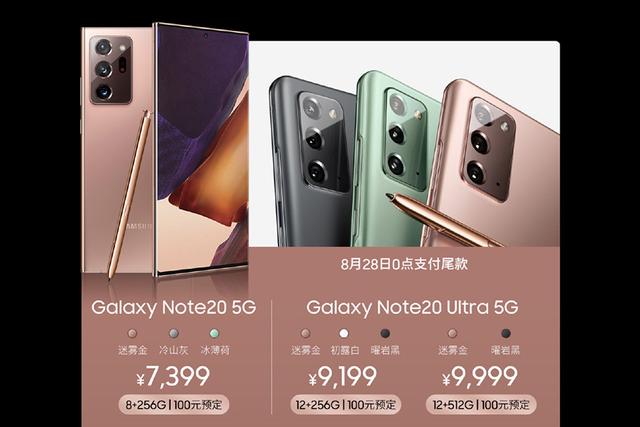 SAMSUNG
8月28日0点支付尾款
Galaxy Note20 5G
迷雾金 冷山灰 冰薄荷
¥7,399
8+256G|100元预定
Galaxy Note20 Ultra 5G
迷雾金 初露白 曜岩黑
¥9,199
12+256G|100元预定
迷雾金 曜岩黑
¥9,999
12+512G|100元预定